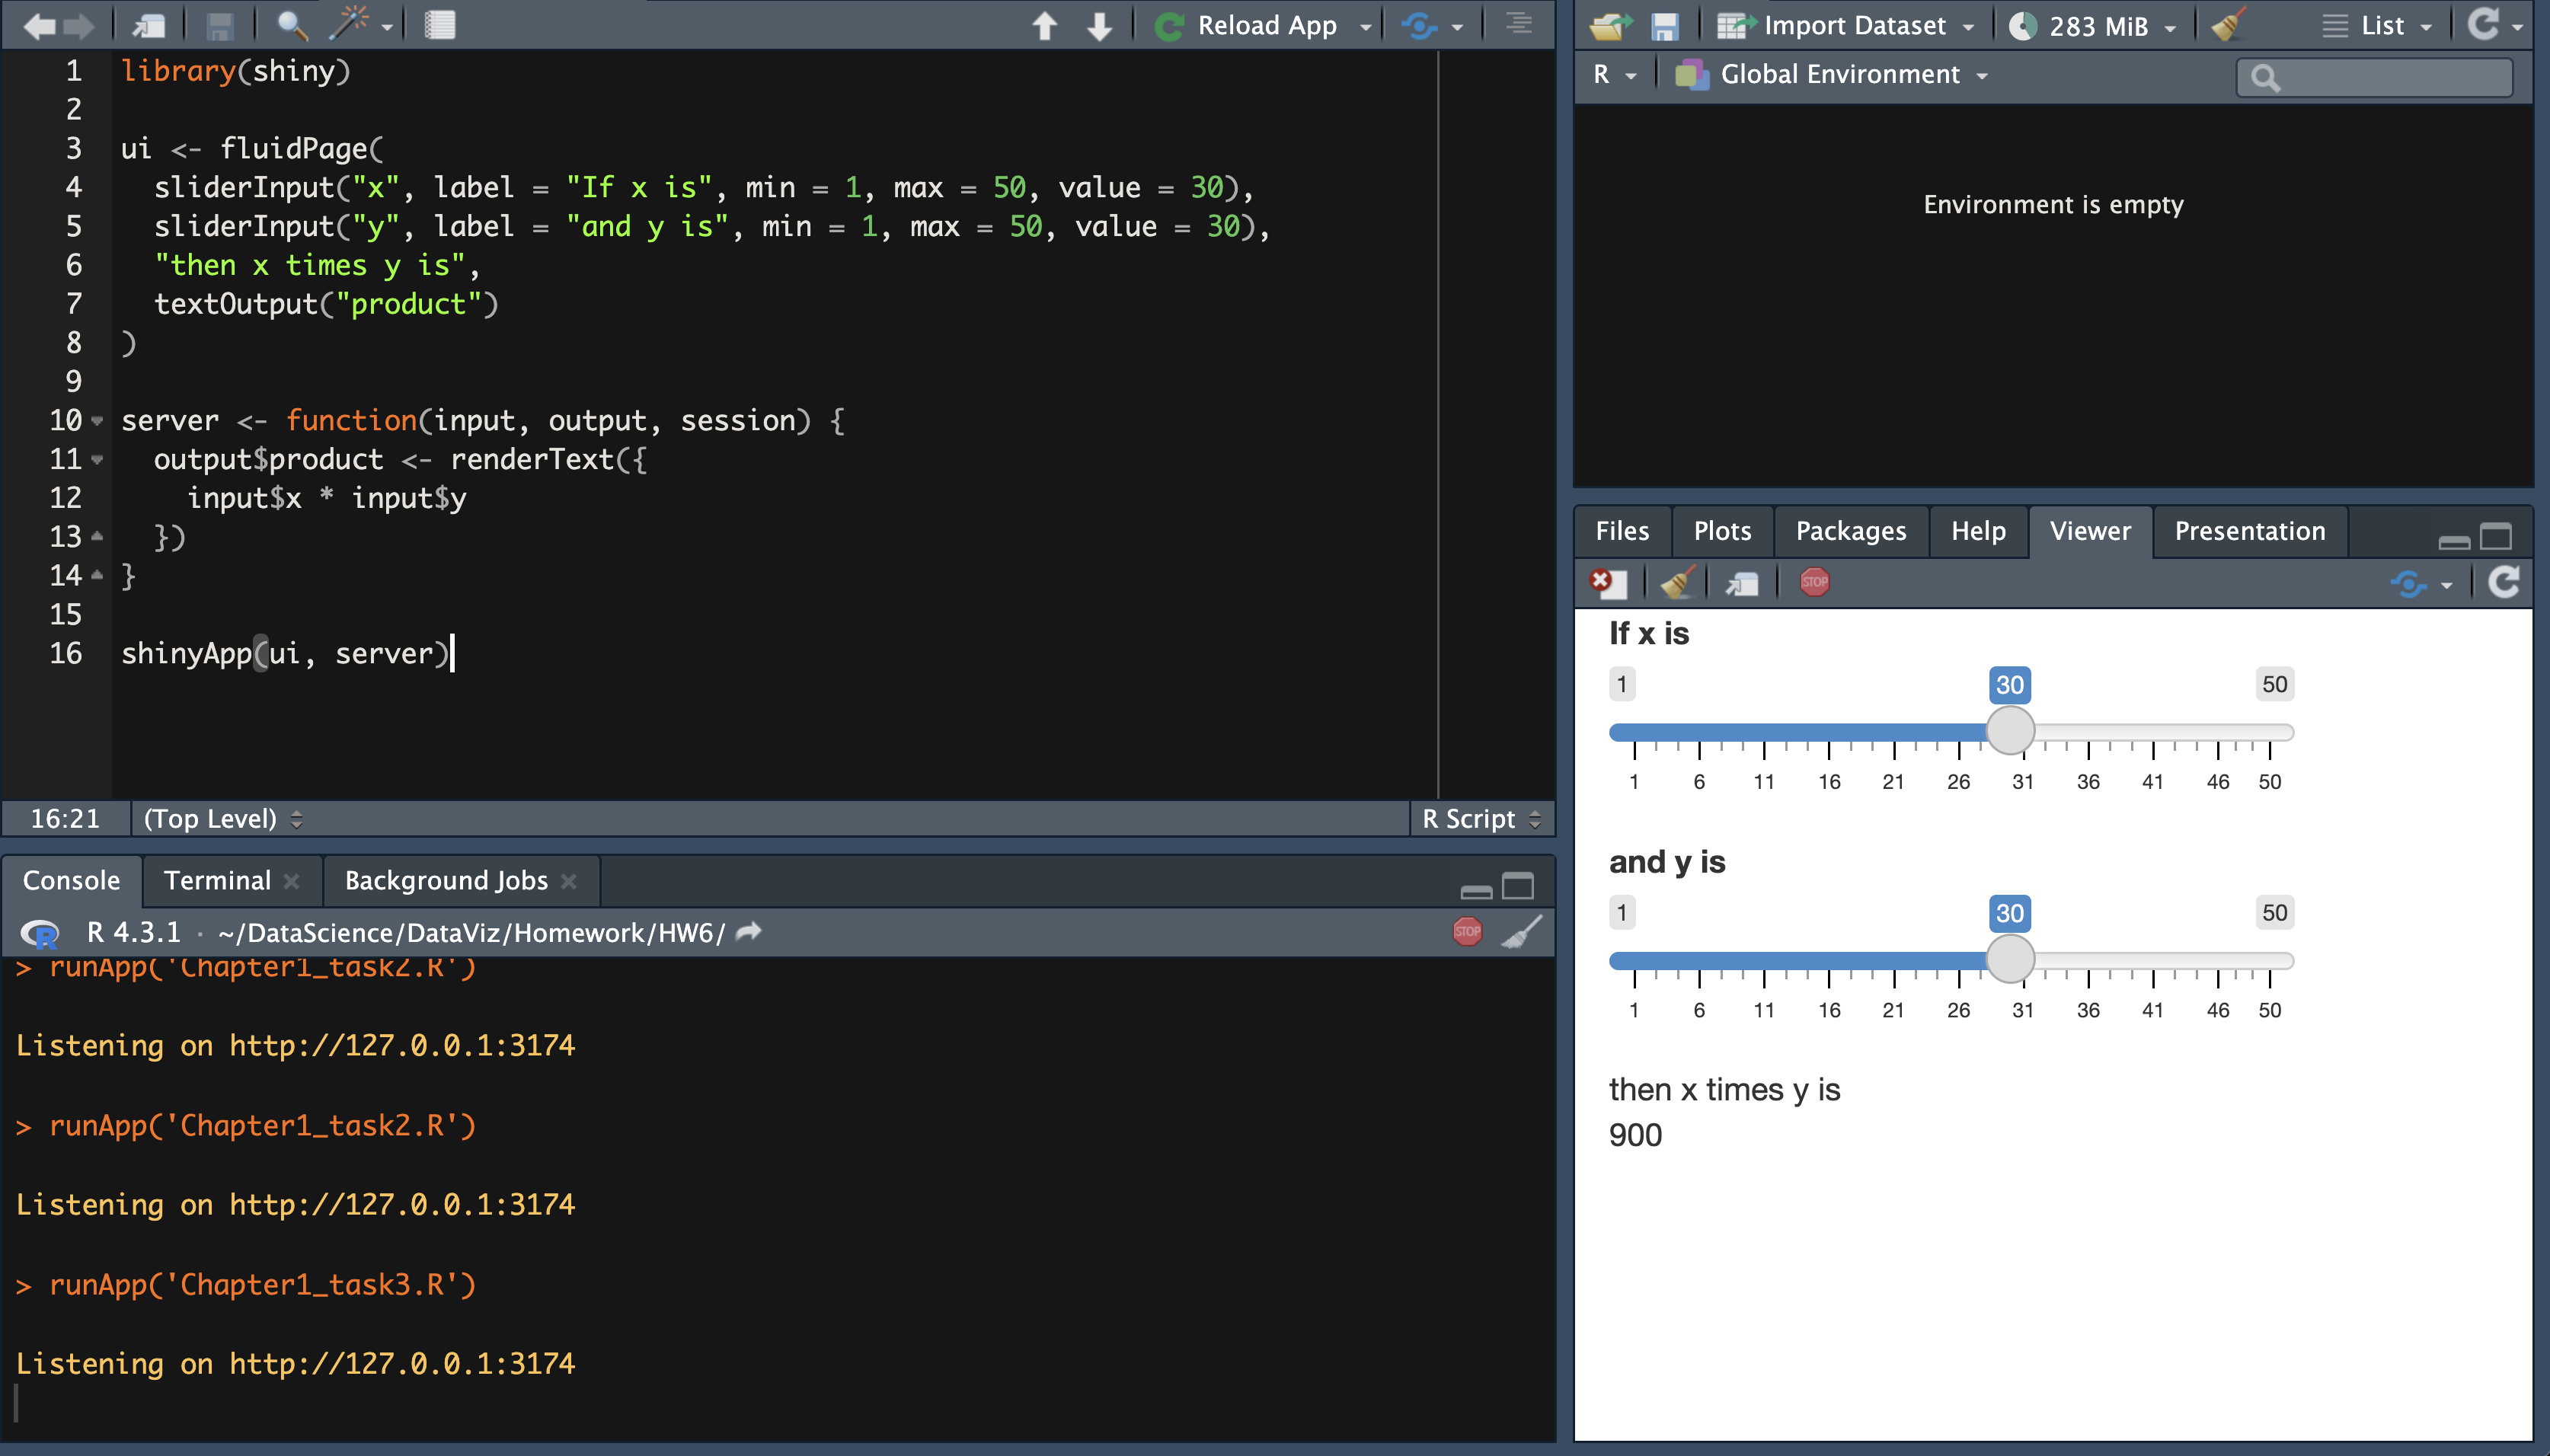 Reload App
1 library(shiny)
2
3 ui <- fluidPage(
4   sliderInput("x", label = "If x is", min = 1, max = 50, value = 30),
5   sliderInput("y", label = "and y is", min = 1, max = 50, value = 30),
6   "then x times y is",
7   textOutput("product")
8 )
9
10 server <- function(input, output, session) {
11   output$product <- renderText({
12     input$x * input$y
13   })
14 }
15
16 shinyApp(ui, server)
16:21 (Top Level) R Script
Console Terminal Background Jobs
R 4.3.1 · ~/DataScience/DataViz/Homework/HW6/
STOP
> runApp('Chapter1_task2.R')
Listening on http://127.0.0.1:3174
> runApp('Chapter1_task2.R')
Listening on http://127.0.0.1:3174
> runApp('Chapter1_task3.R')
Listening on http://127.0.0.1:3174
Import Dataset 283 MiB List
R Global Environment
Environment is empty
Files Plots Packages Help Viewer Presentation
STOP
If x is
1 30 50
1 6 11 16 21 26 31 36 41 46 50
and y is
1 30 50
1 6 11 16 21 26 31 36 41 46 50
then x times y is
900